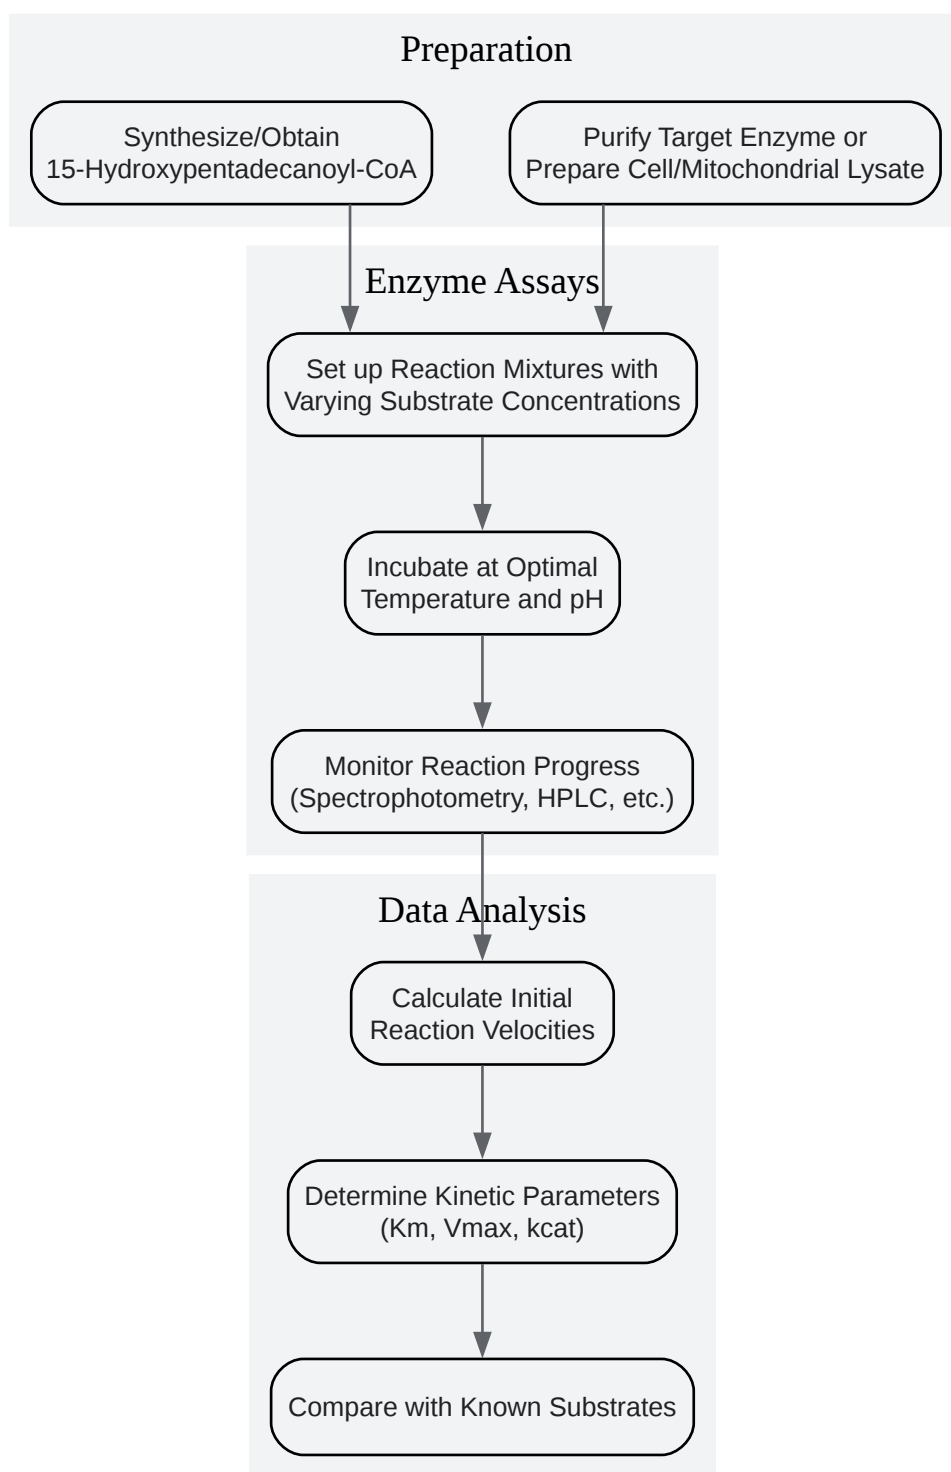 Preparation
Synthesize/Obtain
15-Hydroxypentadecanoyl-CoA
Purify Target Enzyme or
Prepare Cell/Mitochondrial Lysate
Enzyme Assays
Set up Reaction Mixtures with
Varying Substrate Concentrations
Incubate at Optimal
Temperature and pH
Monitor Reaction Progress
(Spectrophotometry, HPLC, etc.)
Data Analysis
Calculate Initial
Reaction Velocities
Determine Kinetic Parameters
(Km, Vmax, kcat)
Compare with Known Substrates